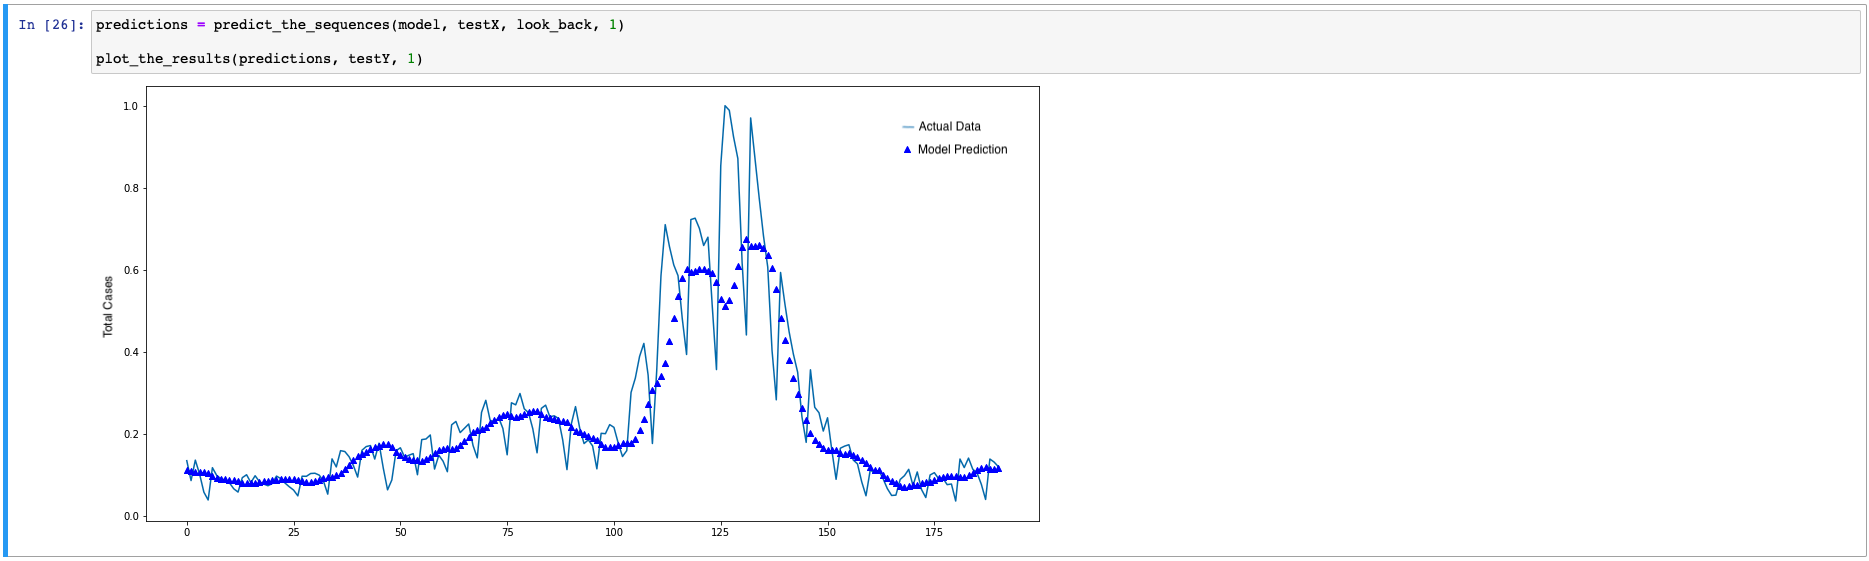 In [26]: predictions = predict_the_sequences(model, testX, look_back, 1)
plot_the_results(predictions, testY, 1)
1.0
Actual Data
Model Prediction
0.8
0.6
Total Cases
0.4
0.2
0.0
0 25 50 75 100 125 150 175